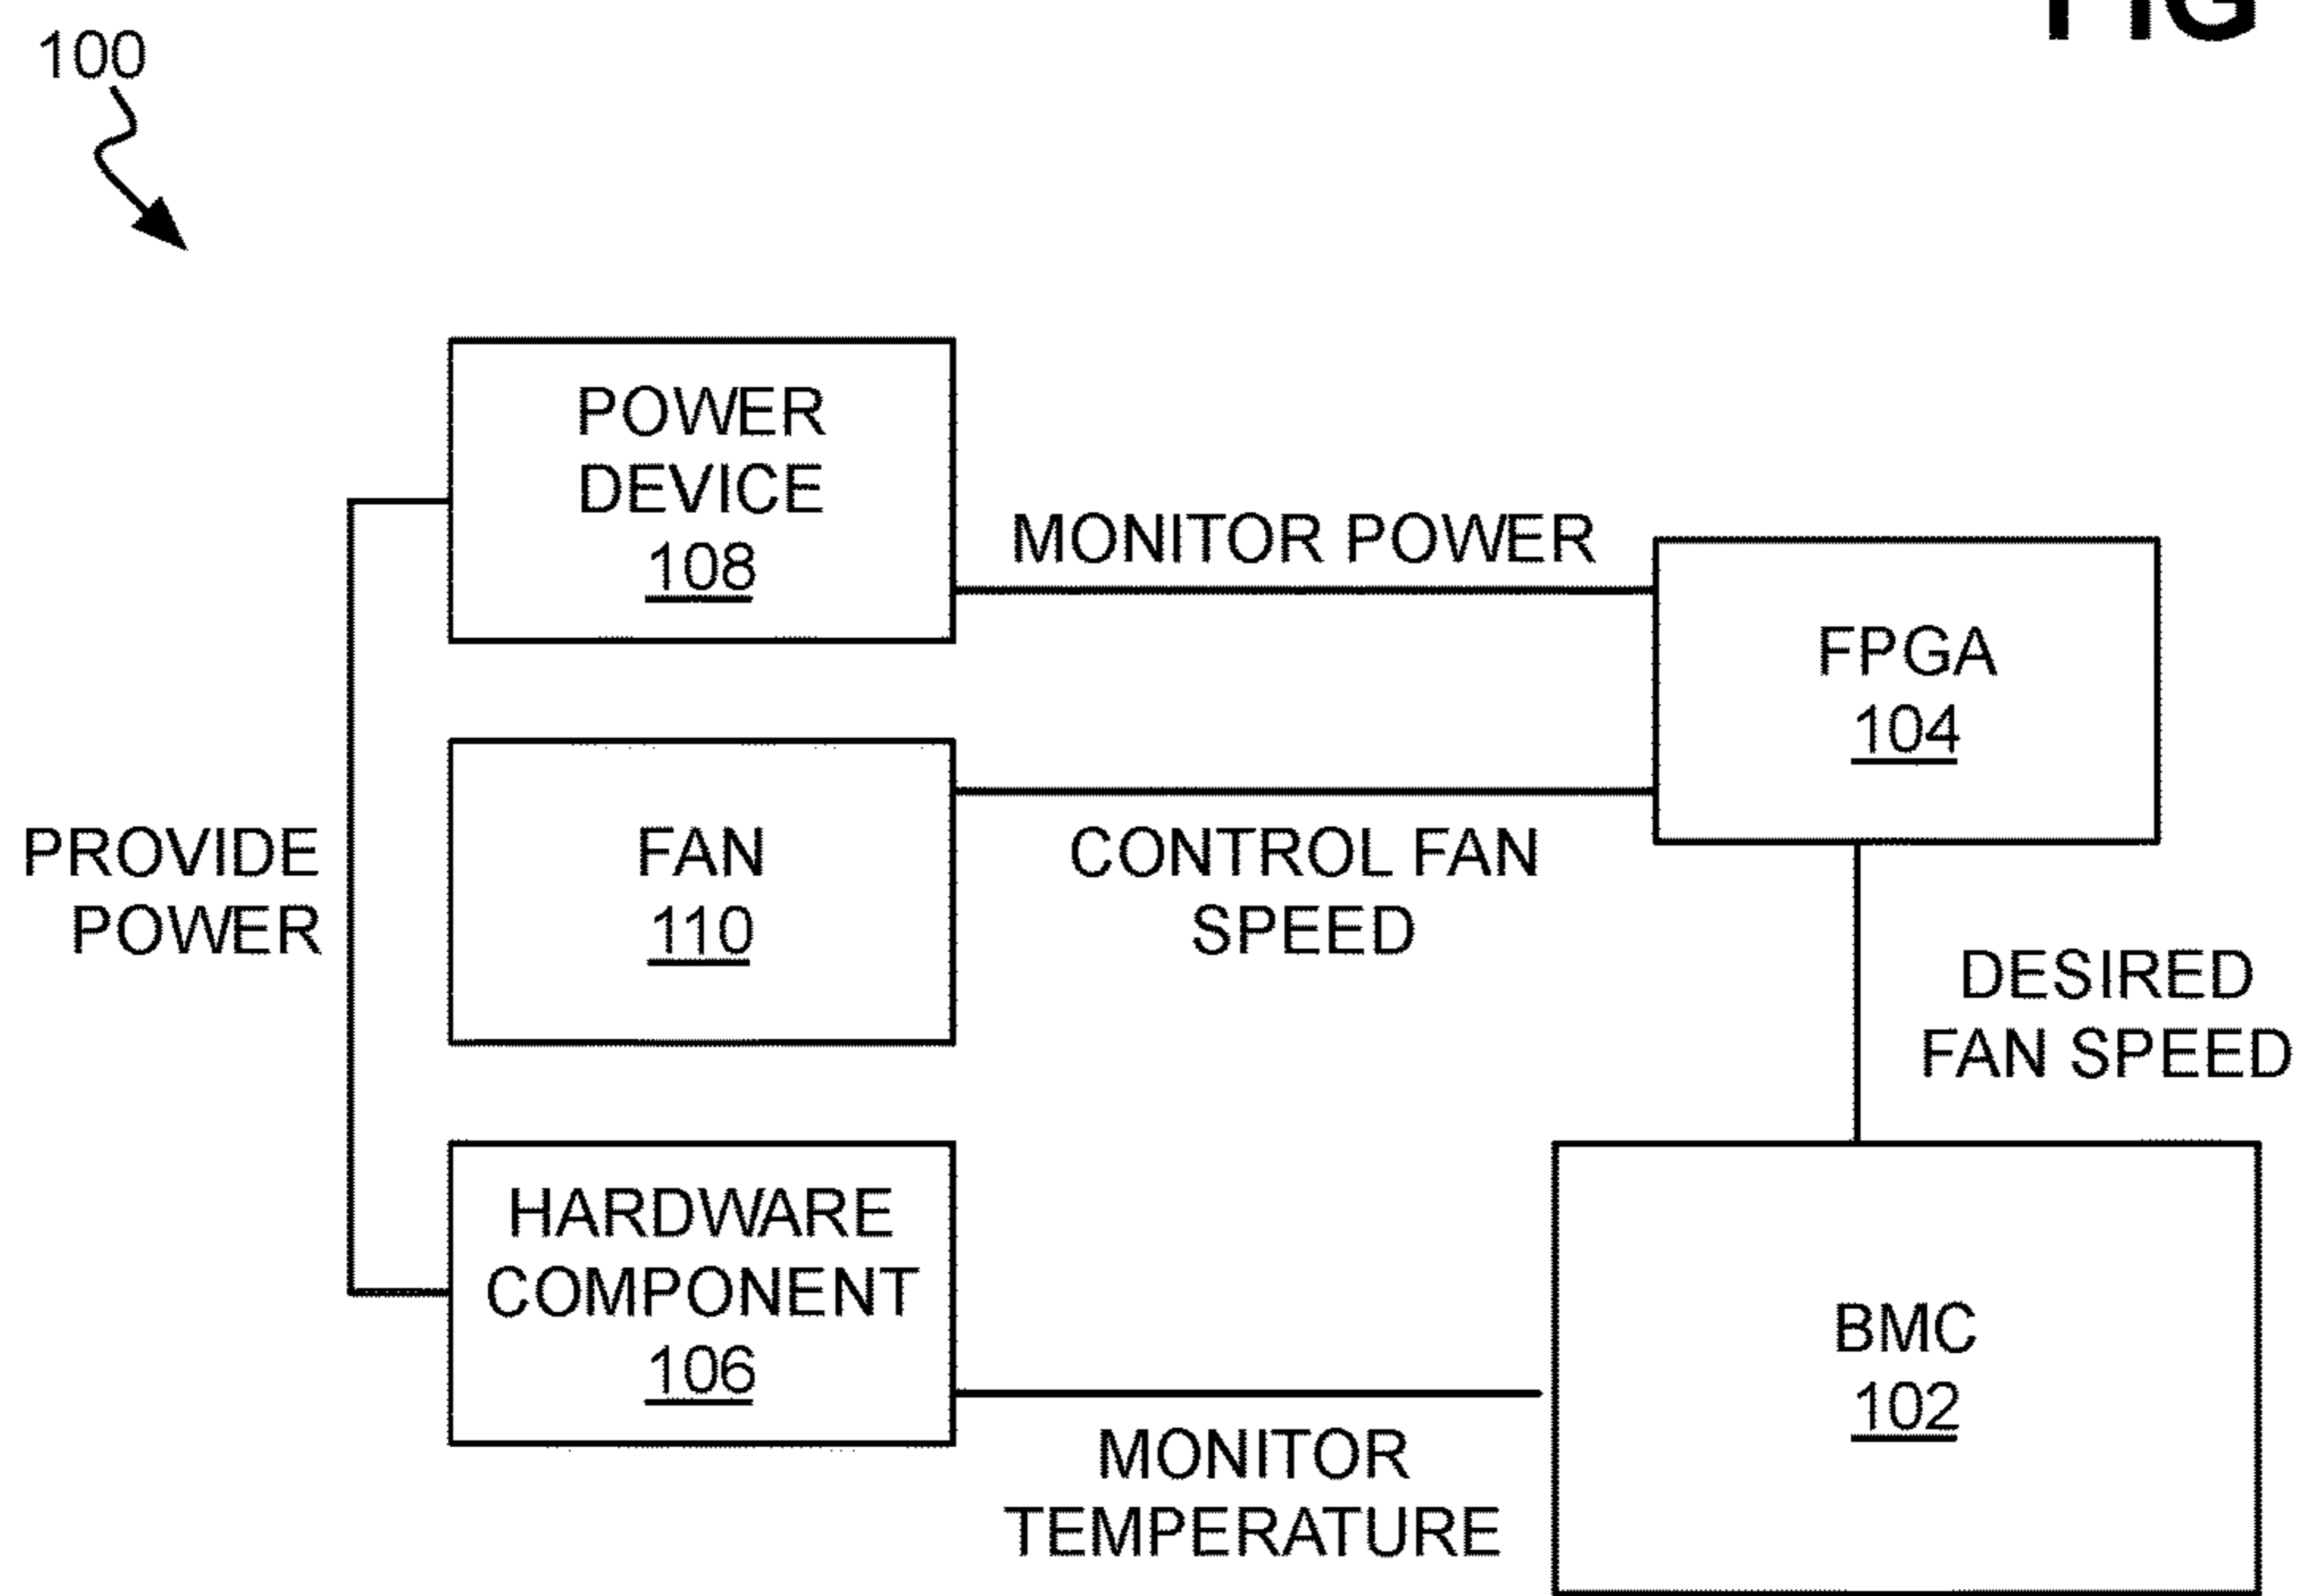 FIG
100
POWER
DEVICE
108
MONITOR POWER
FPGA
104
PROVIDE
POWER
FAN
110
CONTROL FAN
SPEED
DESIRED
FAN SPEED
HARDWARE
COMPONENT
106
MONITOR
TEMPERATURE
BMC
102